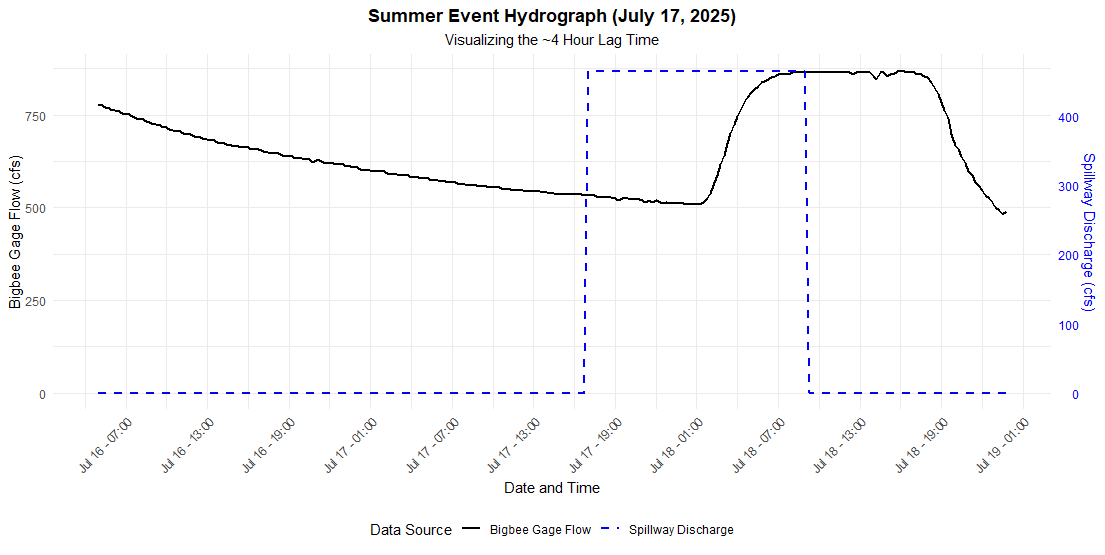 Summer Event Hydrograph (July 17, 2025)
Visualizing the ~4 Hour Lag Time
Bigbee Gage Flow (cfs)
750
500
250
0
400
300
200
100
0
Spillway Discharge (cfs)
Jul 16 - 07:00
Jul 16 - 13:00
Jul 16 - 19:00
Jul 17 - 01:00
Jul 17 - 07:00
Jul 17 - 13:00
Jul 17 - 19:00
Jul 18 - 01:00
Jul 18 - 07:00
Jul 18 - 13:00
Jul 18 - 19:00
Jul 19 - 01:00
Date and Time
Data Source Bigbee Gage Flow Spillway Discharge